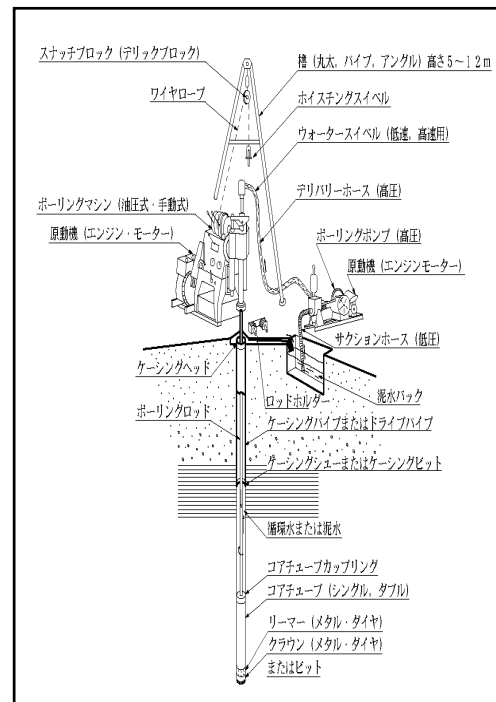 スナッチブロック (デリックブロック)
櫓 (丸太, パイプ, アングル) 高さ5～12m
ワイヤロープ
ホイスチングスイベル
ウォータースイベル (低速, 高速用)
デリバリーホース (高圧)
ボーリングマシン (油圧式・手動式)
ボーリングポンプ (高圧)
原動機 (エンジン・モーター)
原動機 (エンジンモーター)
サクションホース (低圧)
ケーシングヘッド
ロッドホルダー
泥水バック
ボーリングロッド
ケーシングパイプまたはドライブパイプ
ケーシングシューまたはケーシングビット
循環水または泥水
コアチューブカップリング
コアチューブ (シングル, ダブル)
リーマー (メタル・ダイヤ)
クラウン (メタル・ダイヤ)
またはビット